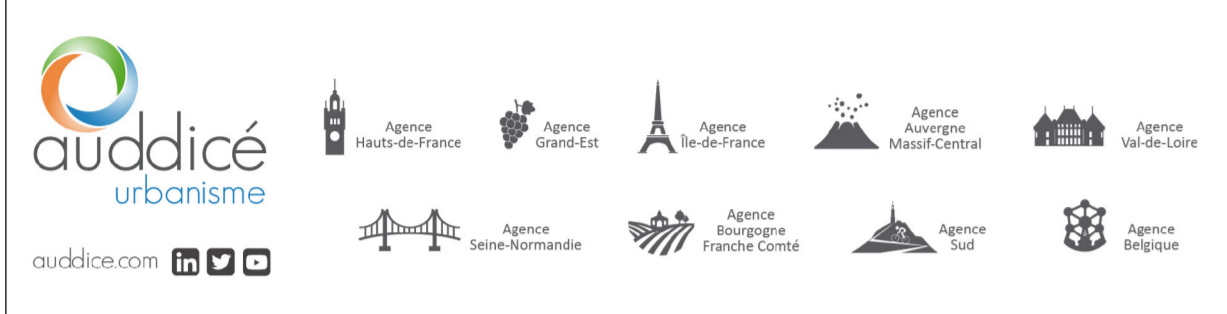 auddicé
urbanisme
auddice.com
Agence
Hauts-de-France
Agence
Grand-Est
Agence
Île-de-France
Agence
Auvergne
Massif-Central
Agence
Val-de-Loire
Agence
Seine-Normandie
Agence
Bourgogne
Franche Comté
Agence
Sud
Agence
Belgique